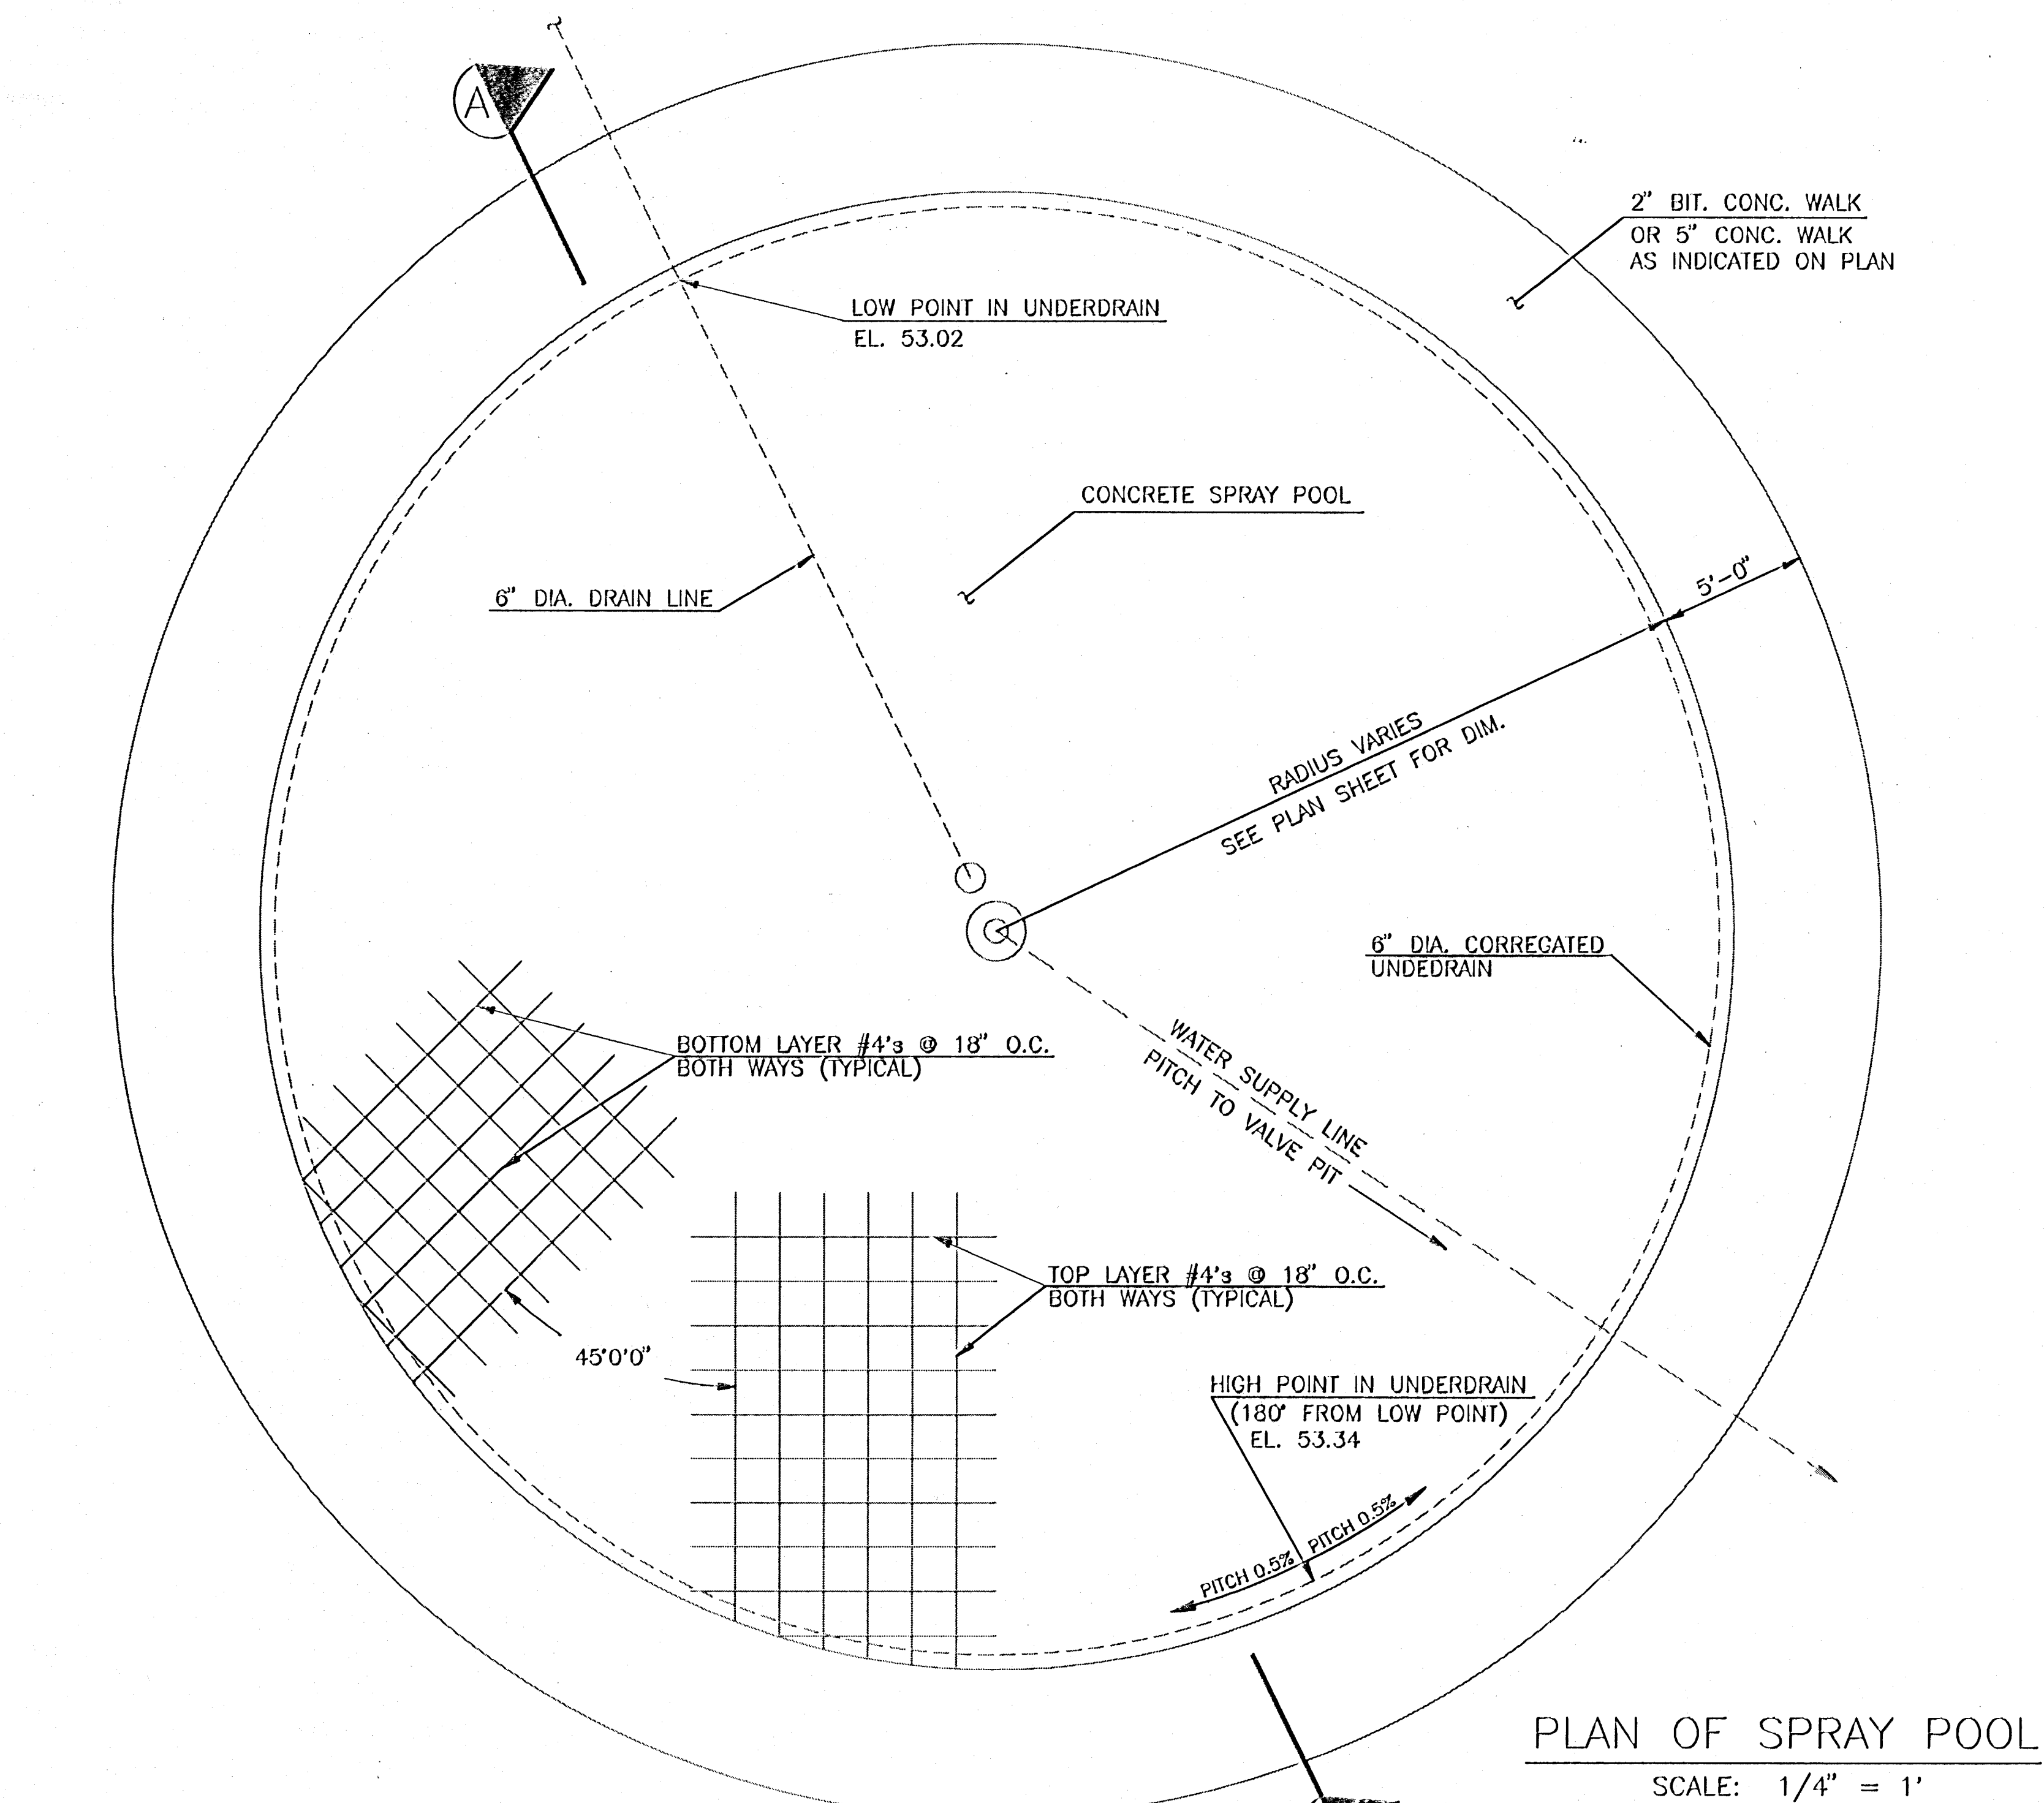 A
2" BIT. CONC. WALK
OR 5" CONC. WALK
AS INDICATED ON PLAN
LOW POINT IN UNDERDRAIN
EL. 53.02
CONCRETE SPRAY POOL
6" DIA. DRAIN LINE
5'-0"
RADIUS VARIES
SEE PLAN SHEET FOR DIM.
6" DIA. CORREGATED
UNDEDRAIN
BOTTOM LAYER #4's @ 18" O.C.
BOTH WAYS (TYPICAL)
WATER SUPPLY LINE
PITCH TO VALVE PIT
TOP LAYER #4's @ 18" O.C.
BOTH WAYS (TYPICAL)
45°0'0"
HIGH POINT IN UNDERDRAIN
(180° FROM LOW POINT)
EL. 53.34
PITCH 0.5%
PITCH 0.5%
PLAN OF SPRAY POOL
SCALE: 1/4" = 1'